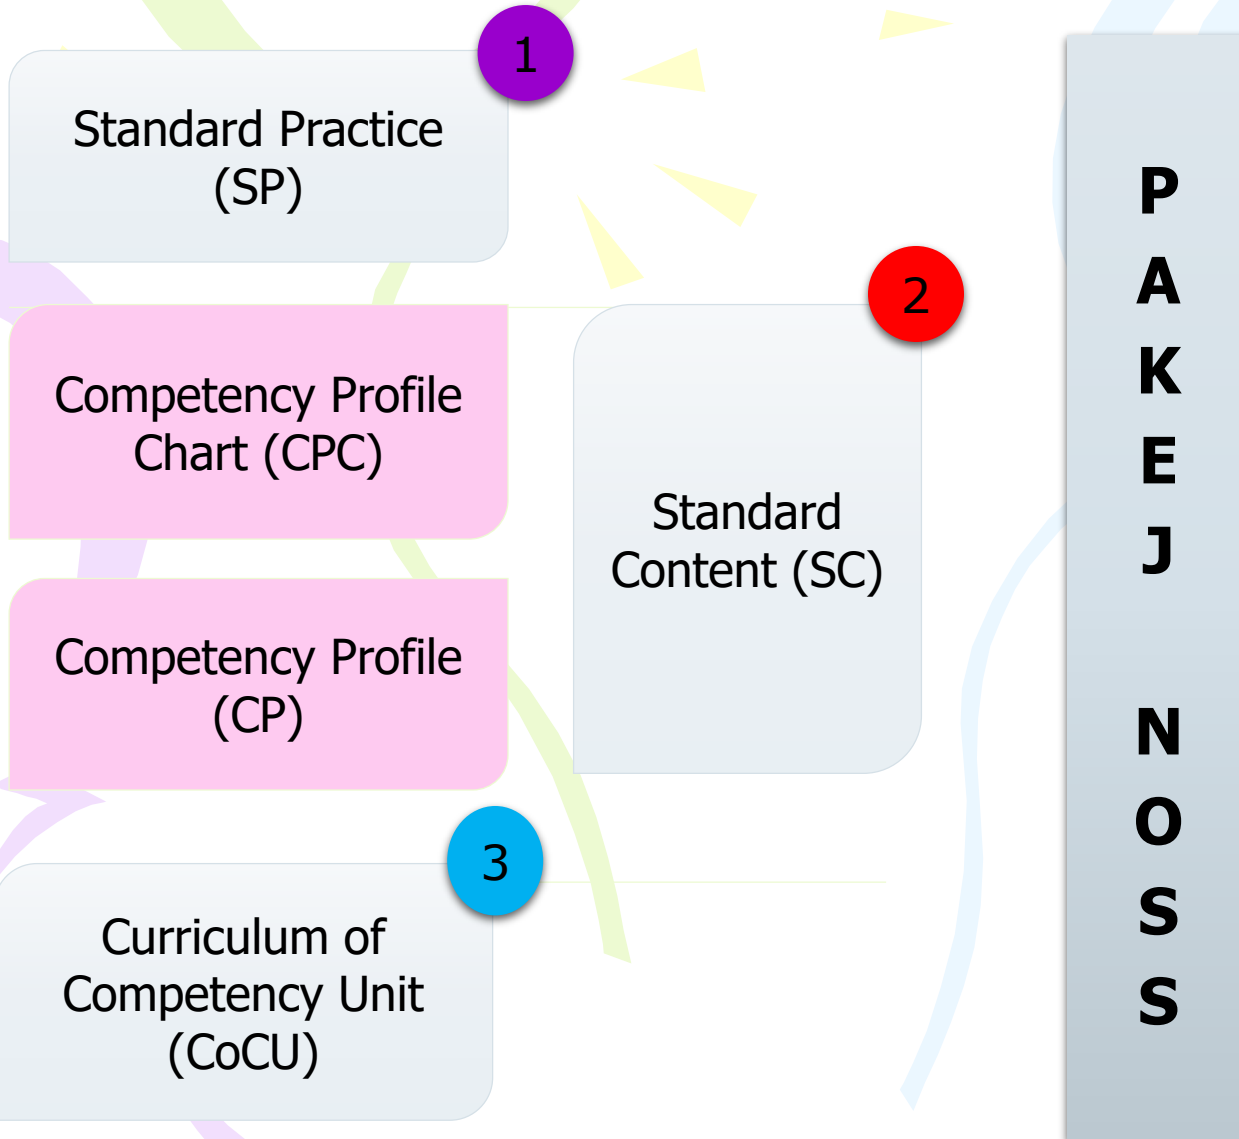 1
Standard Practice
(SP)
Competency Profile
Chart (CPC)
Competency Profile
(CP)
2
Standard
Content (SC)
3
Curriculum of
Competency Unit
(CoCU)
P
A
K
E
J
N
O
S
S